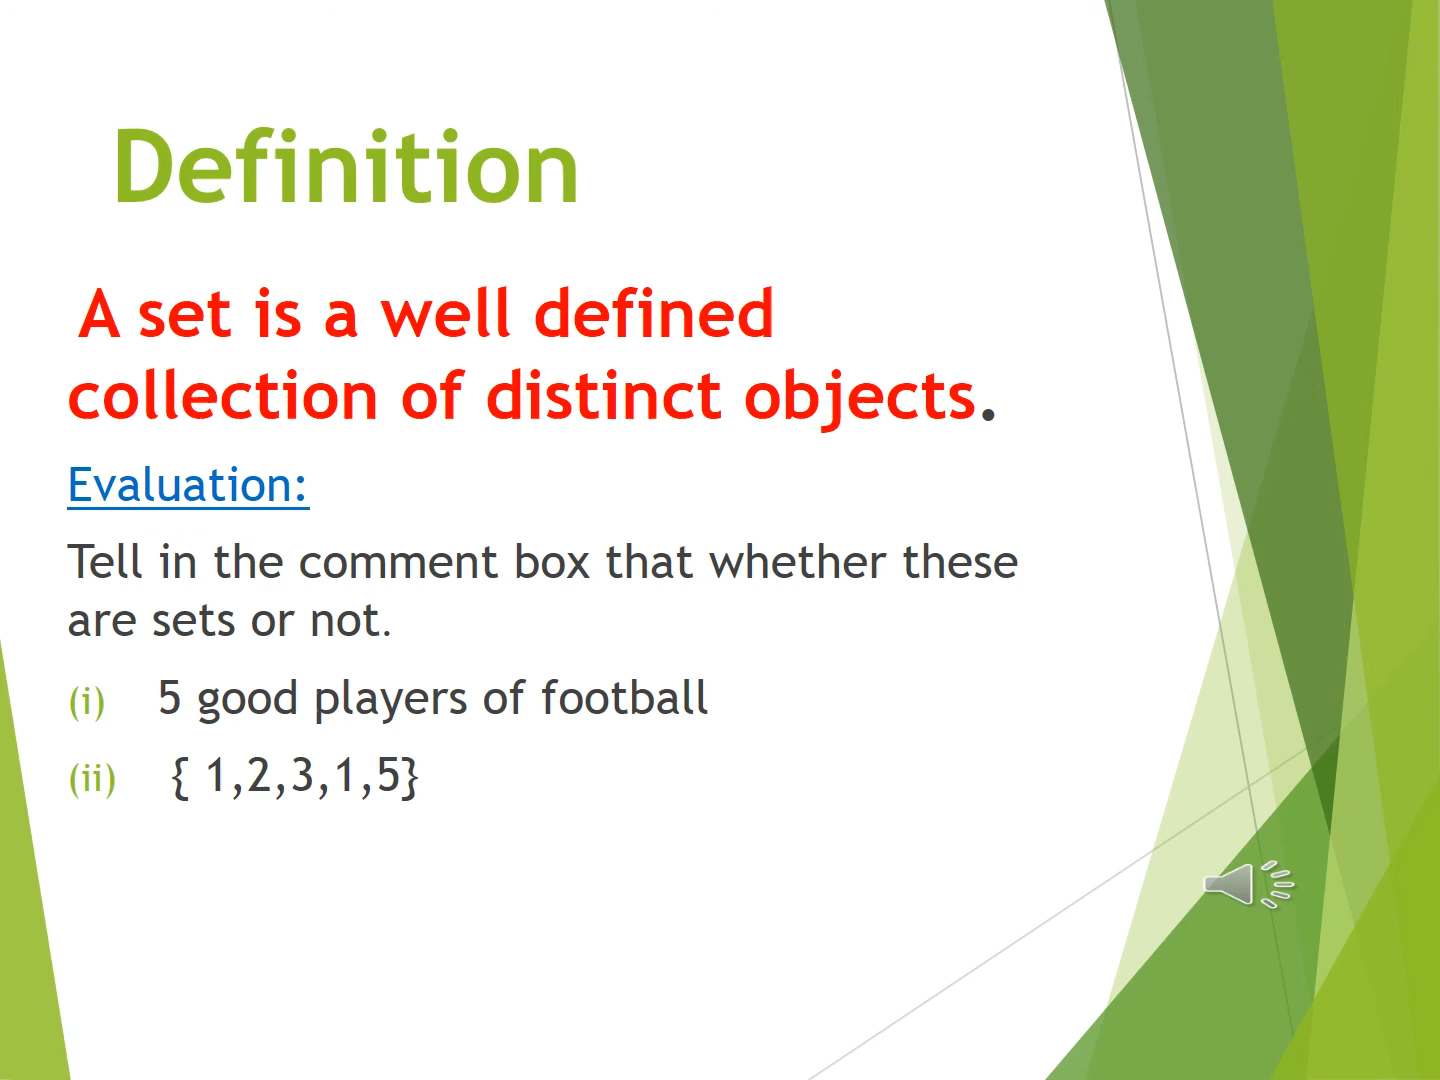 Definition
A set is a well defined
collection of distinct objects.
Evaluation:
Tell in the comment box that whether these
are sets or not.
(i) 5 good players of football
(ii) { 1,2,3,1,5}